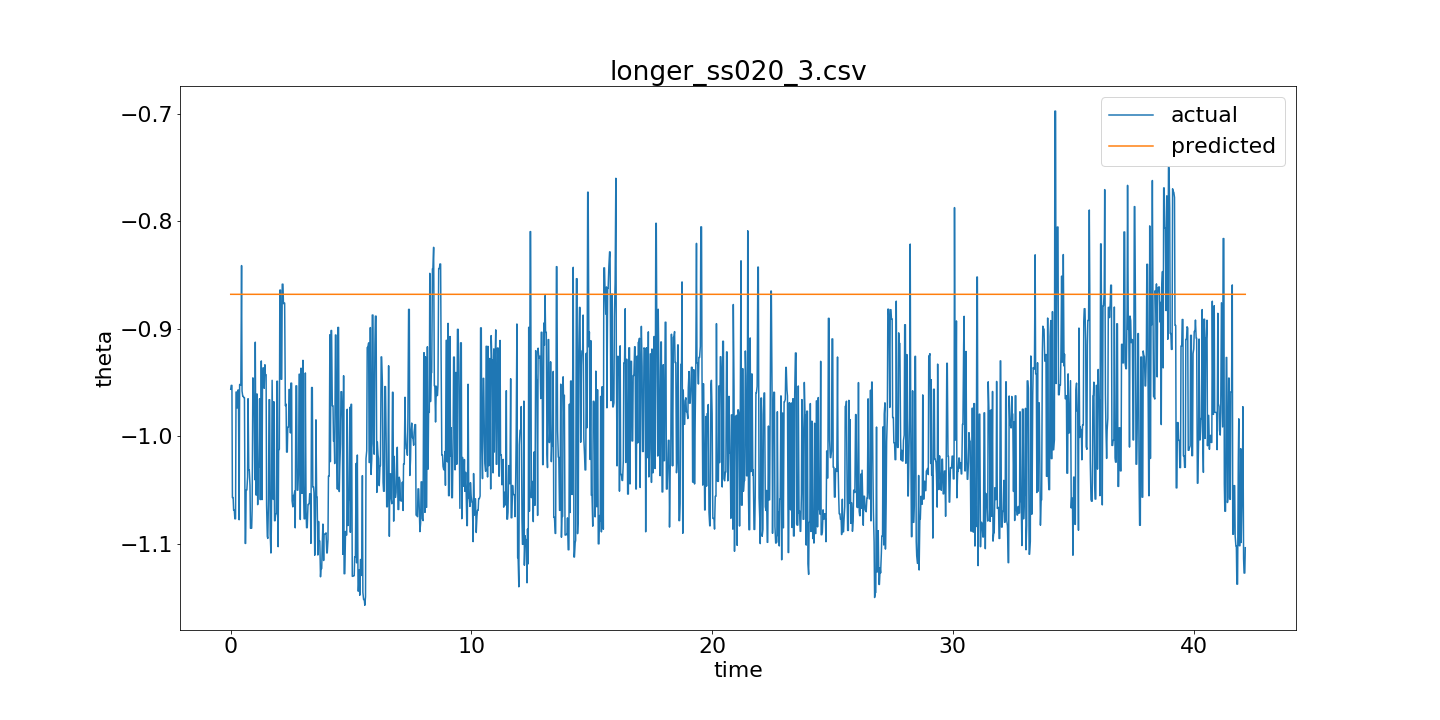 longer_ss020_3.csv
actual
predicted
−0.7
−0.8
−0.9
−1.0
−1.1
theta
0 10 20 30 40
time